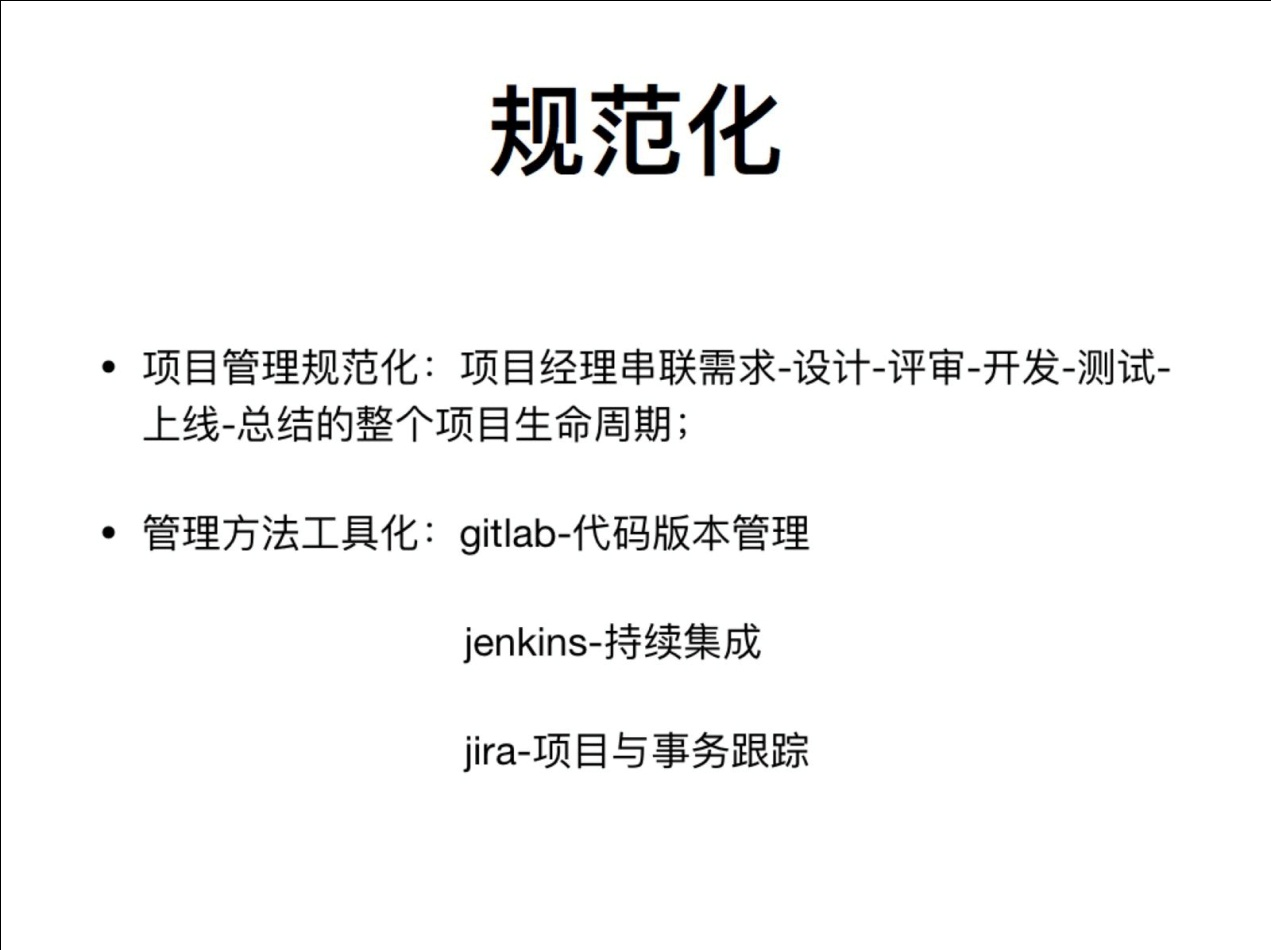 规范化
• 项目管理规范化：项目经理串联需求-设计-评审-开发-测试-
上线-总结的整个项目生命周期；
• 管理方法工具化：gitlab-代码版本管理
jenkins-持续集成
jira-项目与事务跟踪